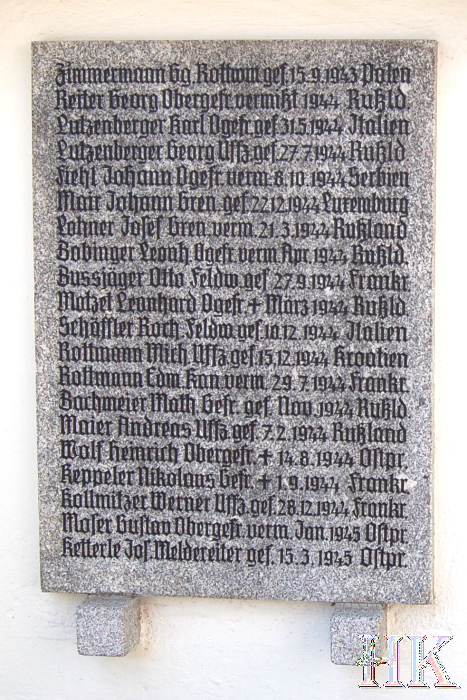 Zimmermann Gg. Rottwm. gef. 15.9.1943 Polen
Reiter Georg Obergefr. vermißt 1944 Rußld.
Lutzenberger Karl Ogefr. gef. 31.5.1944 Italien
Lutzenberger Georg Uffz. gef. 27.7.1944 Rußld
Johann Ogefr. verm. 8.10.1944 Serbien
Johann Gren. gef. 22.12.1944 Luxemburg
Lohner Josef Gren. verm. 21.3.1944 Rußland
Bobinger Leonh. Ogefr. verm. Apr. 1944 Rußld.
Bussjäger Otto Feldw. gef. 27.9.1944 Frankr.
Matzel Leonhard Ogefr. ✝ März 1944 Rußld.
Schäffler Roch. Feldw. gef. 10.12.1944 Italien
Rottmann Mich. Uffz. gef. 15.12.1944 Kroatien
Rottmann Edm. Kan. verm. 29.7.1944 Frankr.
Bachmeier Math. Gefr. gef. Nov. 1944 Rußld
Maier Andreas Uffz. gef. 7.2.1944 Rußland
Wolf Heinrich Obergefr. ✝ 14.8.1944 Ostpr.
Keppeler Nikolaus Gefr. ✝ 1.9.1944 Frankr.
Kollmitzer Werner Uffz. gef. 28.12.1944 Frankr.
Moser Gustav Obergefr. verm. Jan. 1945 Ostpr.
Ketterle Jos. Meldereiter gef. 15.3.1945 Ostpr.
HK